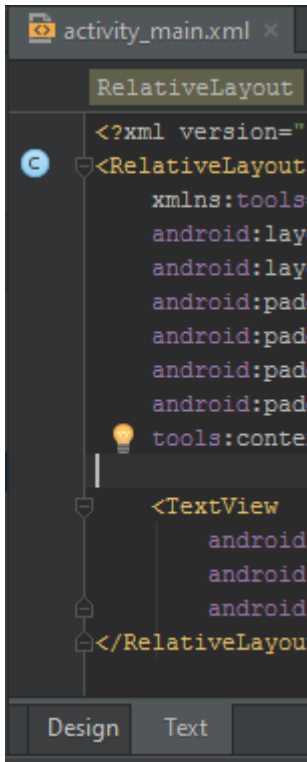 activity_main.xml
RelativeLayout
<?xml version="
<RelativeLayout
xmlns:tools
android:lay
android:lay
android:pad
android:pad
android:pad
android:pad
tools:conte
<TextView
android
android
android
</RelativeLayou
Design Text